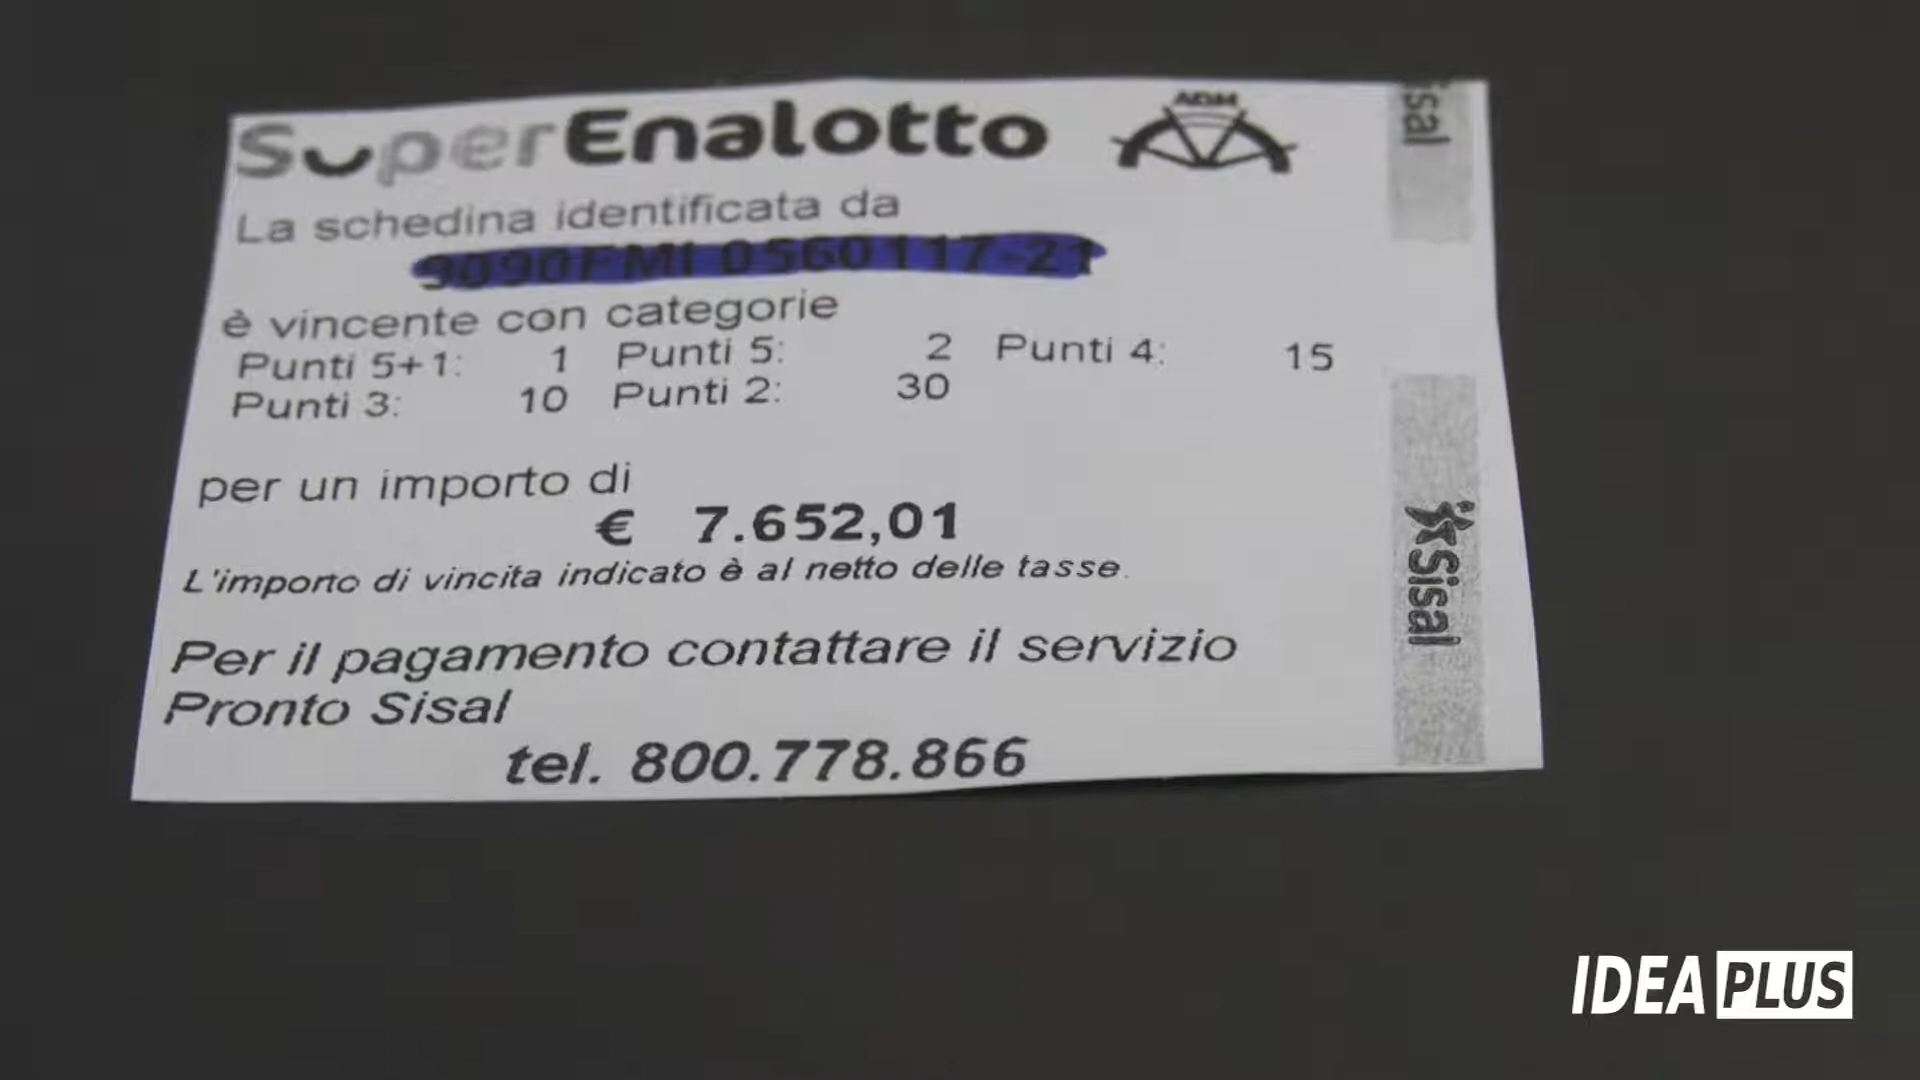 SuperEnalotto
ADM
La schedina identificata da
è vincente con categorie
Punti 5+1: 1 Punti 5: 2 Punti 4: 15
Punti 3: 10 Punti 2: 30
per un importo di
€ 7.652,01
L'importo di vincita indicato è al netto delle tasse.
Per il pagamento contattare il servizio
Pronto Sisal
tel. 800.778.866
isal
Sisal
IDEA PLUS